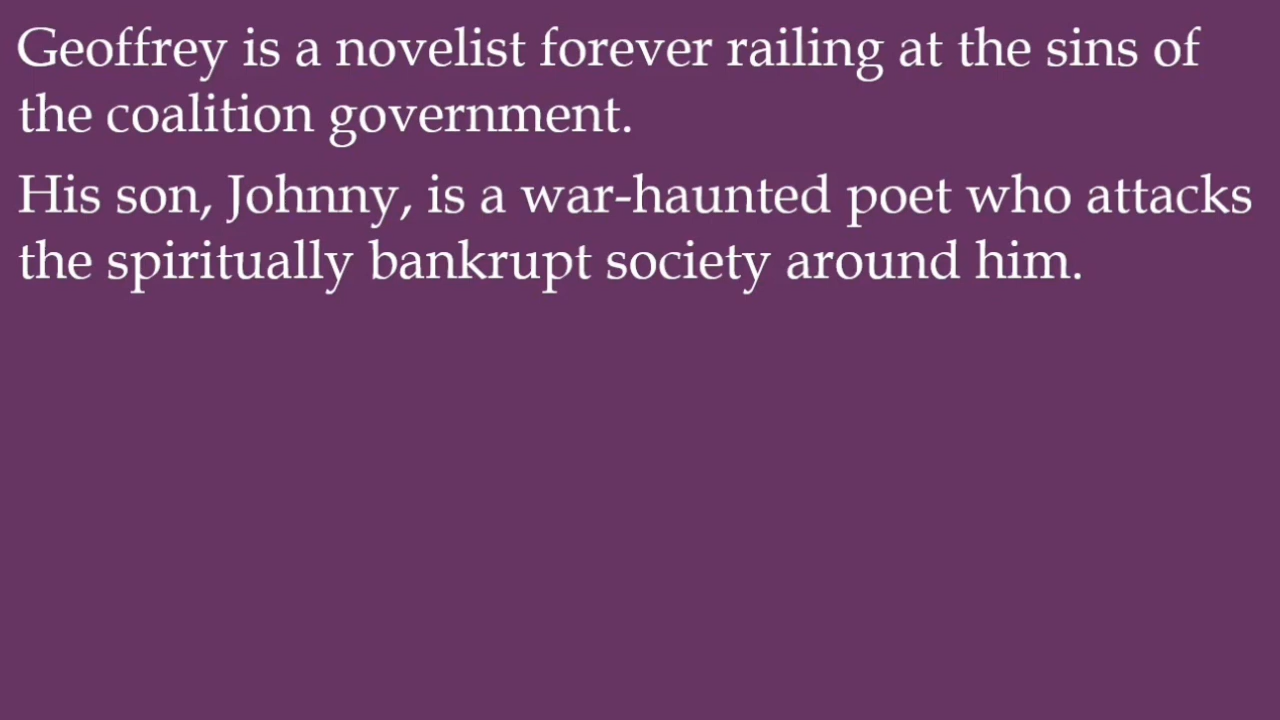 Geoffrey is a novelist forever railing at the sins of
the coalition government.
His son, Johnny, is a war-haunted poet who attacks
the spiritually bankrupt society around him.